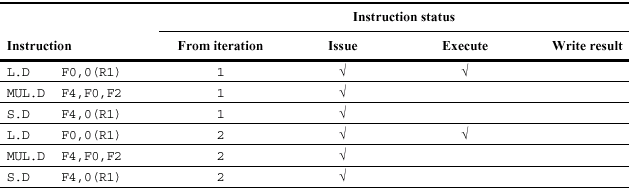 Instruction status
Instruction From iteration Issue Execute Write result
L.D F0,0(R1) 1 √ √
MUL.D F4,F0,F2 1 √
S.D F4,0(R1) 1 √
L.D F0,0(R1) 2 √ √
MUL.D F4,F0,F2 2 √
S.D F4,0(R1) 2 √